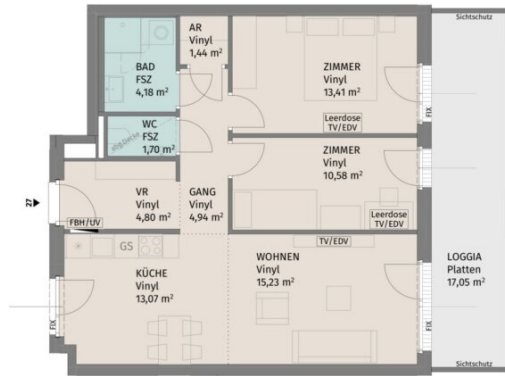 Sichtschutz
AR
Vinyl
1,44 m²
BAD
FSZ
4,18 m²
ZIMMER
Vinyl
13,41 m²
FIX
Leerdose
TV/EDV
WC
FSZ
1,70 m²
abg.Decke
ZIMMER
Vinyl
10,58 m²
27
VR
Vinyl
4,80 m²
GANG
Vinyl
4,94 m²
Leerdose
TV/EDV
FBH/UV
GS
TV/EDV
KÜCHE
Vinyl
13,07 m²
WOHNEN
Vinyl
15,23 m²
LOGGIA
Platten
17,05 m²
FIX
FIX
Sichtschutz